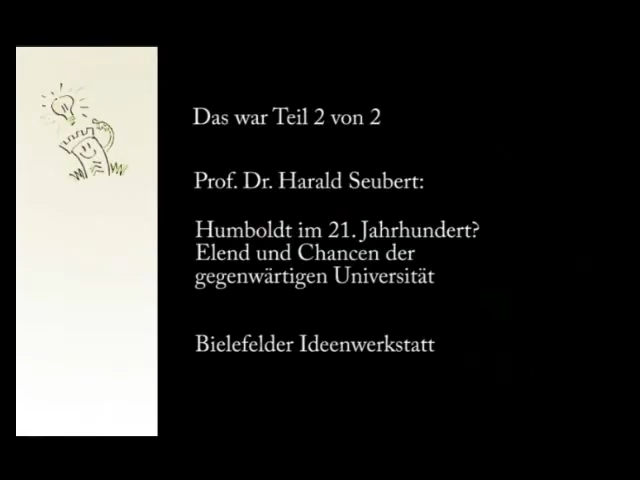 Das war Teil 2 von 2
Prof. Dr. Harald Seubert:
Humboldt im 21. Jahrhundert?
Elend und Chancen der
gegenwärtigen Universität
Bielefelder Ideenwerkstatt